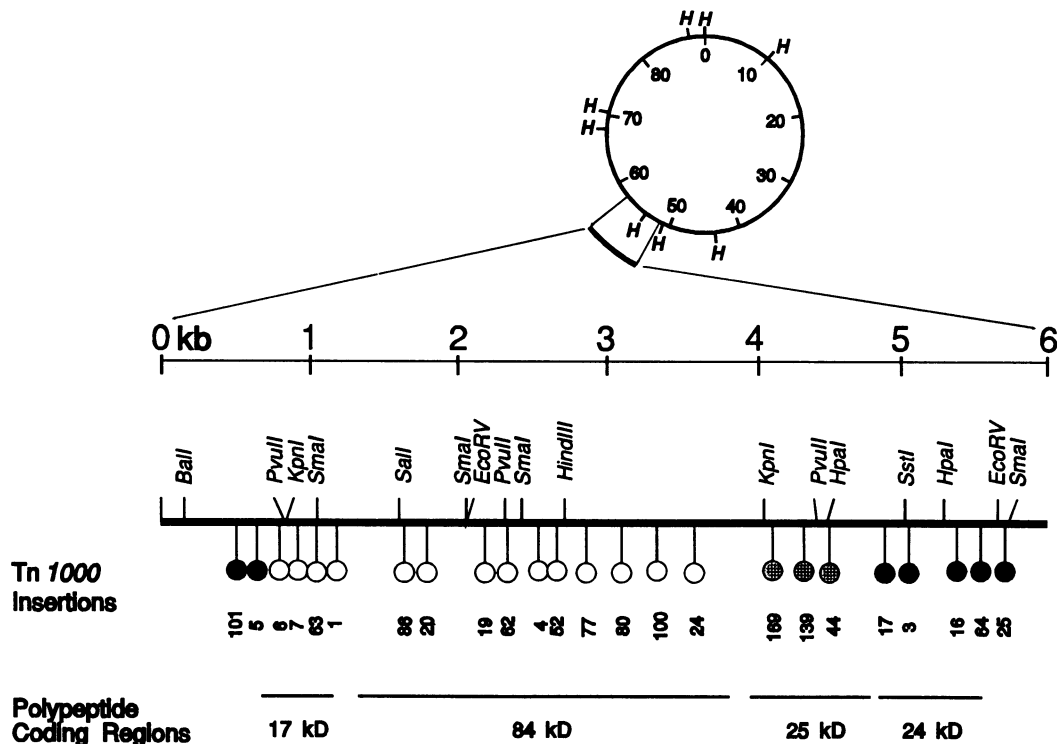 H H
H
0
10
80
H
70
20
H
60
30
50
40
H
H
H
0 kb 1 2 3 4 5 6
BalI PvuII KpnI SmaI SalI SmaI EcoRV PvuII SmaI HindIII KpnI PvuII HpaI SstI HpaI EcoRV SmaI
Tn 1000
Insertions
101 5 6 7 63 1 86 20 19 62 4 52 77 80 100 24 169 139 44 17 3 16 64 25
Polypeptide
Coding Regions
17 kD 84 kD 25 kD 24 kD